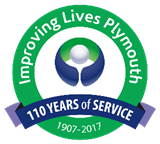 Improving Lives Plymouth
110 YEARS of SERVICE
1907-2017